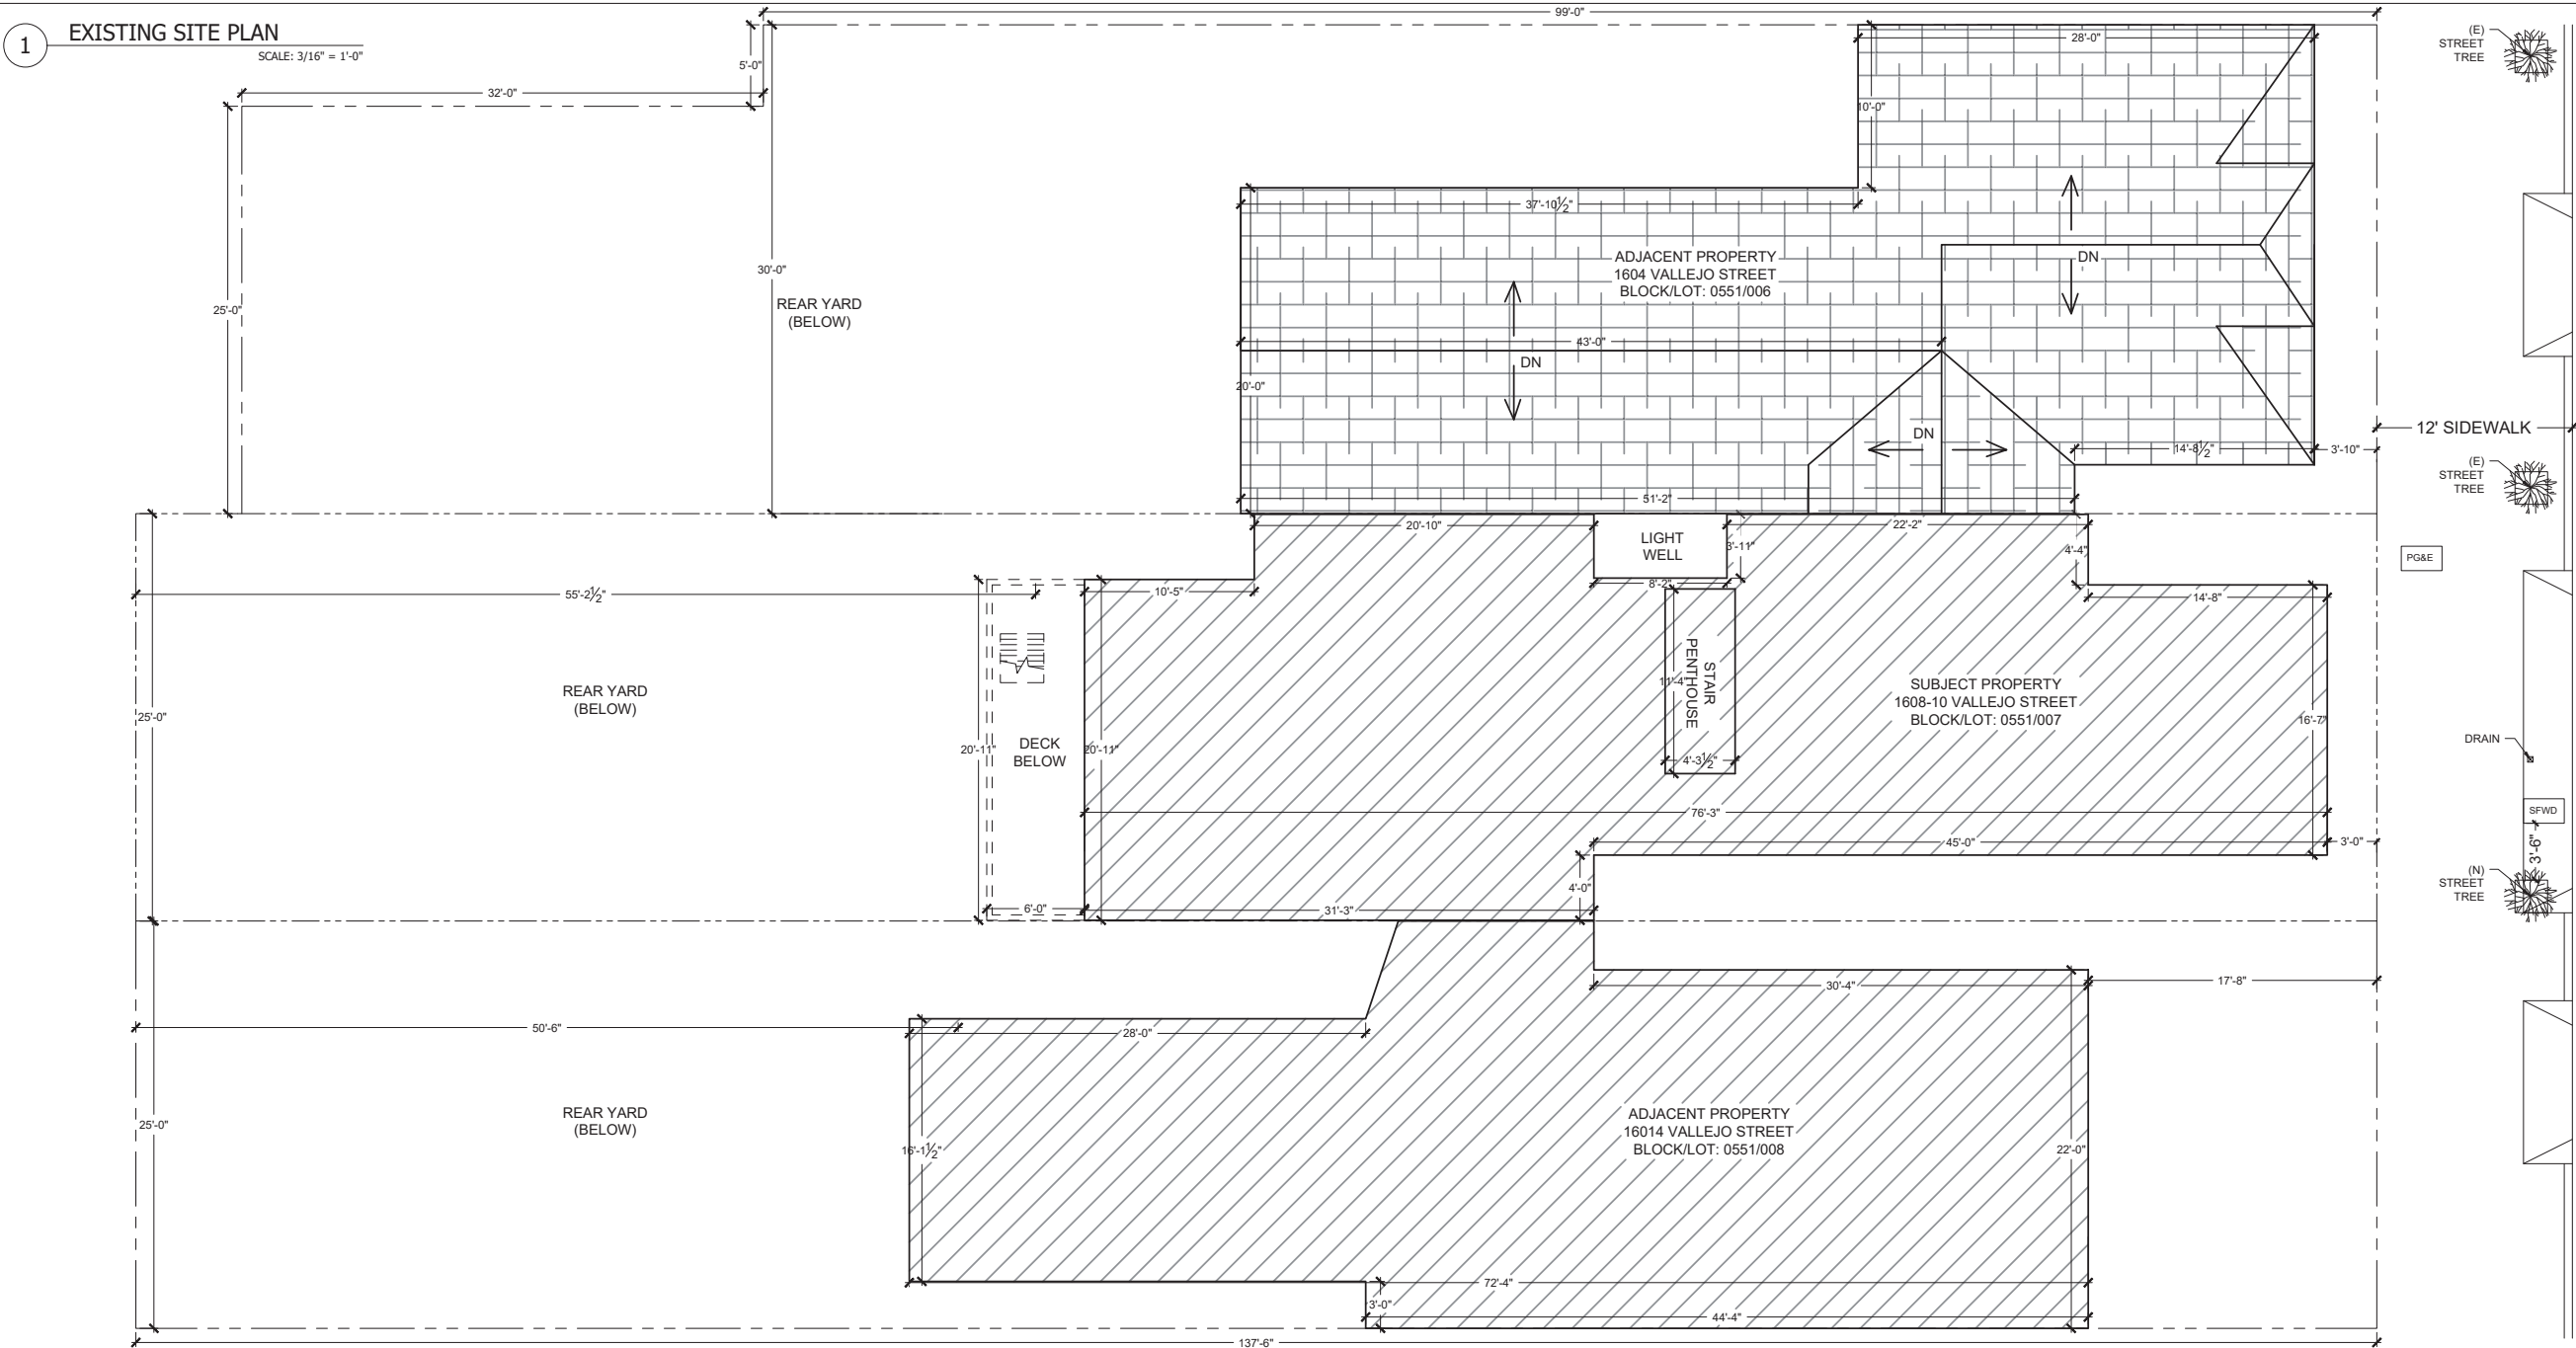 1
EXISTING SITE PLAN
SCALE: 3/16" = 1'-0"
99'-0"
5'-0"
32'-0"
28'-0"
10'-0"
(E)
STREET
TREE
37'-10½"
25'-0"
30'-0"
REAR YARD
(BELOW)
ADJACENT PROPERTY
1604 VALLEJO STREET
BLOCK/LOT: 0551/006
DN
43'-0"
DN
20'-0"
DN
14'-8½"
3'-10"
12' SIDEWALK
(E)
STREET
TREE
51'-2"
20'-10"
LIGHT
WELL
3'-11"
22'-2"
4'-4"
PG&E
8'-2"
55'-2½"
10'-5"
14'-8"
REAR YARD
(BELOW)
25'-0"
20'-11"
DECK
BELOW
20'-11"
STAIR
PENTHOUSE
11'-4"
4'-3½"
SUBJECT PROPERTY
1608-10 VALLEJO STREET
BLOCK/LOT: 0551/007
16'-7"
DRAIN
76'-3"
SFWD
45'-0"
3'-0"
3'-6"
4'-0"
6'-0"
31'-3"
(N)
STREET
TREE
30'-4"
17'-8"
50'-6"
28'-0"
REAR YARD
(BELOW)
25'-0"
16'-1½"
ADJACENT PROPERTY
16014 VALLEJO STREET
BLOCK/LOT: 0551/008
22'-0"
72'-4"
3'-0"
44'-4"
137'-6"